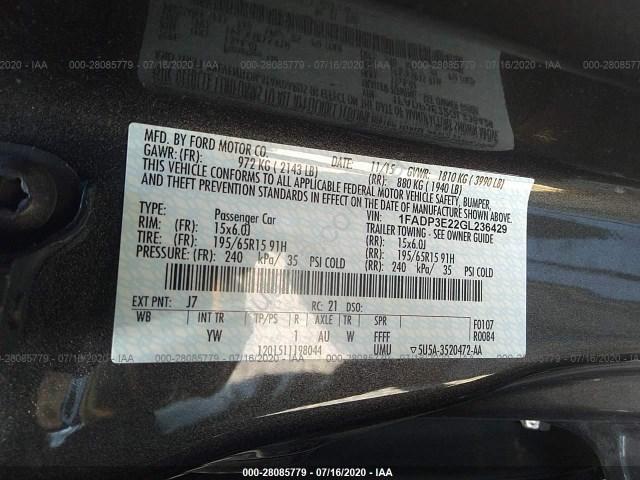 000-28085779 - 07/16/2020 - IAA
MFD. BY FORD MOTOR CO.
DATE: 11/15 GVWR: 1810 KG ( 3990 LB)
GAWR: (FR): 972 KG ( 2143 LB) (RR): 880 KG ( 1940 LB)
THIS VEHICLE CONFORMS TO ALL APPLICABLE FEDERAL MOTOR VEHICLE SAFETY, BUMPER,
AND THEFT PREVENTION STANDARDS IN EFFECT ON THE DATE OF MANUFACTURE SHOWN ABOVE.
VIN: 1FADP3E22GL236429
Passenger Car TRAILER TOWING - SEE OWNER GUIDE
RIM: (FR): 15x6.0J (RR): 15x6.0J
TIRE: (FR): 195/65R15 91H (RR): 195/65R15 91H
PRESSURE: (FR) 240 kPa/ 35 PSI COLD (RR): 240 kPa/ 35 PSI COLD
EXT PNT: J7 RC: 21 DSO: F0107
WB INT TR TP/PS R AXLE TR SPR R0084
YW 1 AU W FFFF
1201511198044 UMU 5U5A-3520472-AA
000-28085779 - 07/16/2020 - IAA